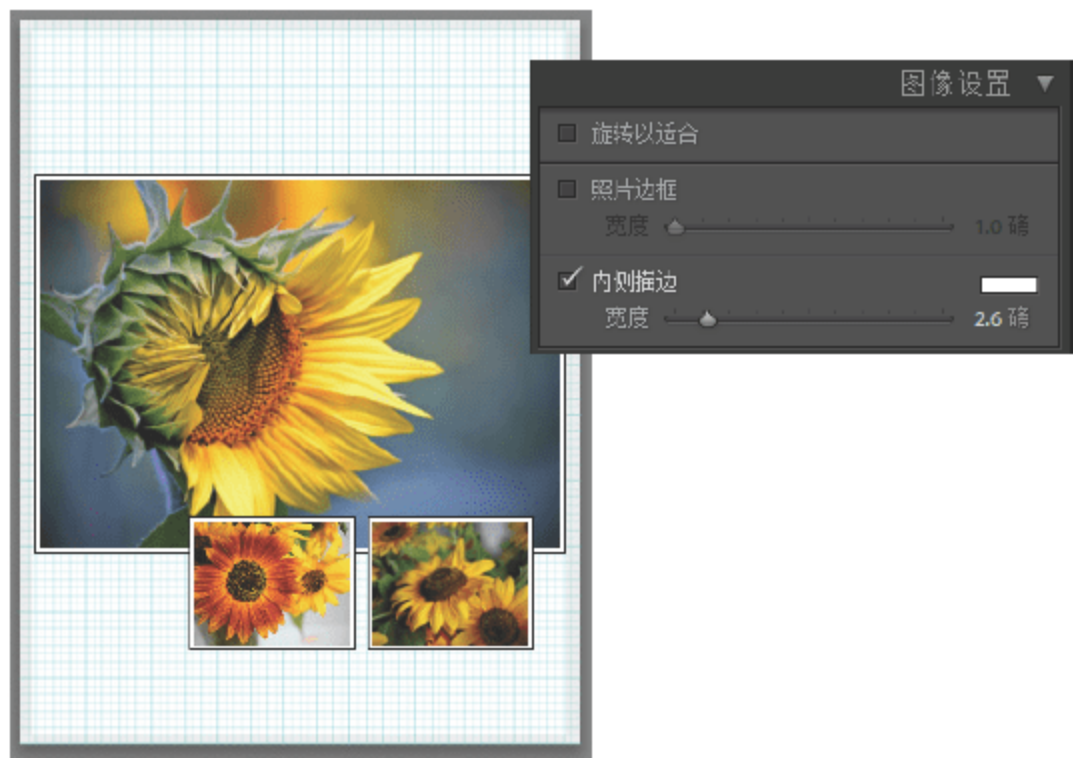 图像设置
旋转以适合
照片边框
宽度 1.0 磅
内侧描边
宽度 2.6 磅